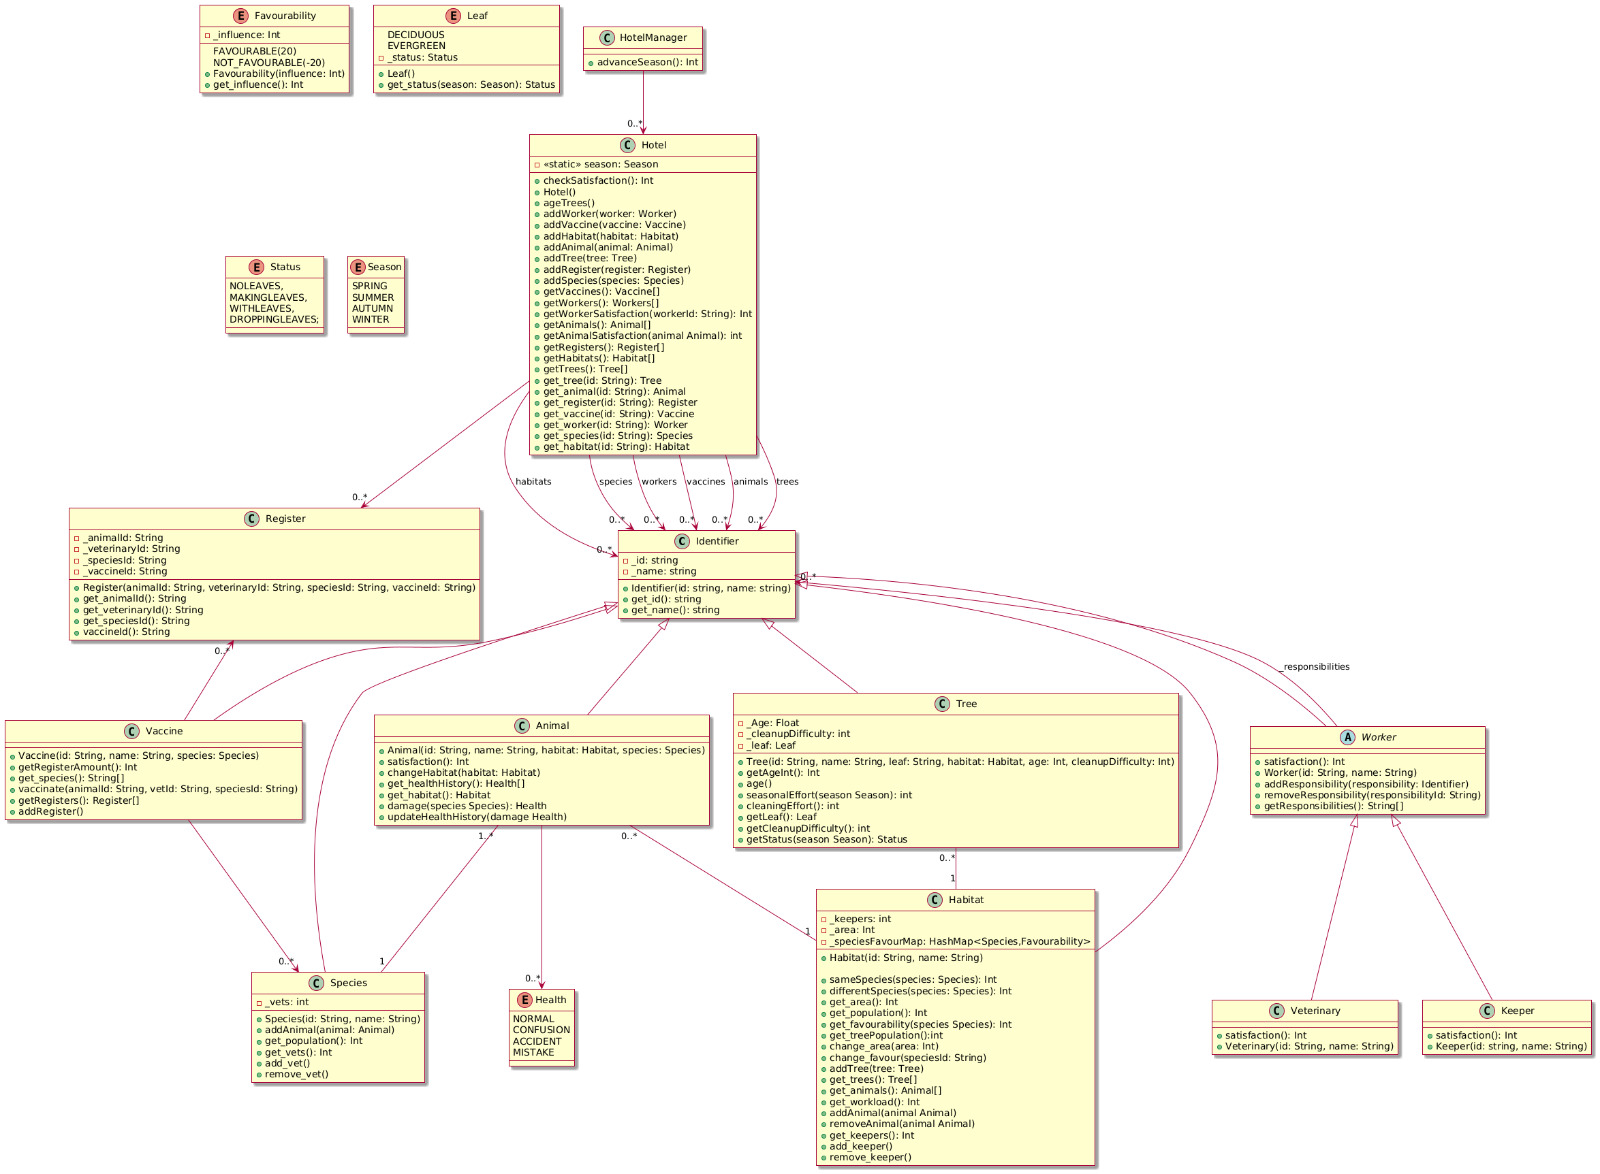 E Favourability
_influence: Int
FAVOURABLE(20)
NOT_FAVOURABLE(-20)
Favourability(influence: Int)
get_influence(): Int
E Leaf
DECIDUOUS
EVERGREEN
_status: Status
Leaf()
get_status(season: Season): Status
C HotelManager
advanceSeason(): Int
0..*
C Hotel
«static» season: Season
checkSatisfaction(): Int
Hotel()
ageTrees()
addWorker(worker: Worker)
addVaccine(vaccine: Vaccine)
addHabitat(habitat: Habitat)
addAnimal(animal: Animal)
addTree(tree: Tree)
addRegister(register: Register)
addSpecies(species: Species)
getVaccines(): Vaccine[]
getWorkers(): Workers[]
getWorkerSatisfaction(workerId: String): Int
getAnimals(): Animal[]
getAnimalSatisfaction(animal Animal): int
getRegisters(): Register[]
getHabitats(): Habitat[]
getTrees(): Tree[]
get_tree(id: String): Tree
get_animal(id: String): Animal
get_register(id: String): Register
get_vaccine(id: String): Vaccine
get_worker(id: String): Worker
get_species(id: String): Species
get_habitat(id: String): Habitat
E Status
NOLEAVES,
MAKINGLEAVES,
WITHLEAVES,
DROPPINGLEAVES;
E Season
SPRING
SUMMER
AUTUMN
WINTER
habitats
species
workers
vaccines
animals
trees
0..*
0..*
0..*
0..*
0..*
0..*
0..*
0..*
C Register
_animalId: String
_veterinaryId: String
_speciesId: String
_vaccineId: String
Register(animalId: String, veterinaryId: String, speciesId: String, vaccineId: String)
get_animalId(): String
get_veterinaryId(): String
get_speciesId(): String
vaccineId(): String
C Identifier
_id: string
_name: string
Identifier(id: string, name: string)
get_id(): string
get_name(): string
0..*
_responsibilities
C Vaccine
Vaccine(id: String, name: String, species: Species)
getRegisterAmount(): Int
get_species(): String[]
vaccinate(animalId: String, vetId: String, speciesId: String)
getRegisters(): Register[]
addRegister()
C Animal
Animal(id: String, name: String, habitat: Habitat, species: Species)
satisfaction(): Int
changeHabitat(habitat: Habitat)
get_healthHistory(): Health[]
get_habitat(): Habitat
damage(species Species): Health
updateHealthHistory(damage Health)
C Tree
_Age: Float
_cleanupDifficulty: int
_leaf: Leaf
Tree(id: String, name: String, leaf: String, habitat: Habitat, age: Int, cleanupDifficulty: Int)
getAgeInt(): Int
age()
seasonalEffort(season Season): int
cleaningEffort(): int
getLeaf(): Leaf
getCleanupDifficulty(): int
getStatus(season Season): Status
A Worker
satisfaction(): Int
Worker(id: String, name: String)
addResponsibility(responsibility: Identifier)
removeResponsibility(responsibilityId: String)
getResponsibilities(): String[]
1..*
0..*
0..*
1
1
0..*
1
0..*
C Species
_vets: int
Species(id: String, name: String)
addAnimal(animal: Animal)
get_population(): Int
get_vets(): Int
add_vet()
remove_vet()
E Health
NORMAL
CONFUSION
ACCIDENT
MISTAKE
C Habitat
_keepers: int
_area: Int
_speciesFavourMap: HashMap<Species,Favourability>
Habitat(id: String, name: String)
sameSpecies(species: Species): Int
differentSpecies(species: Species): Int
get_area(): Int
get_population(): Int
get_favourability(species Species): Int
get_treePopulation():int
change_area(area: Int)
change_favour(speciesId: String)
addTree(tree: Tree)
get_trees(): Tree[]
get_animals(): Animal[]
get_workload(): Int
addAnimal(animal Animal)
removeAnimal(animal Animal)
get_keepers(): Int
add_keeper()
remove_keeper()
C Veterinary
satisfaction(): Int
Veterinary(id: String, name: String)
C Keeper
satisfaction(): Int
Keeper(id: string, name: String)